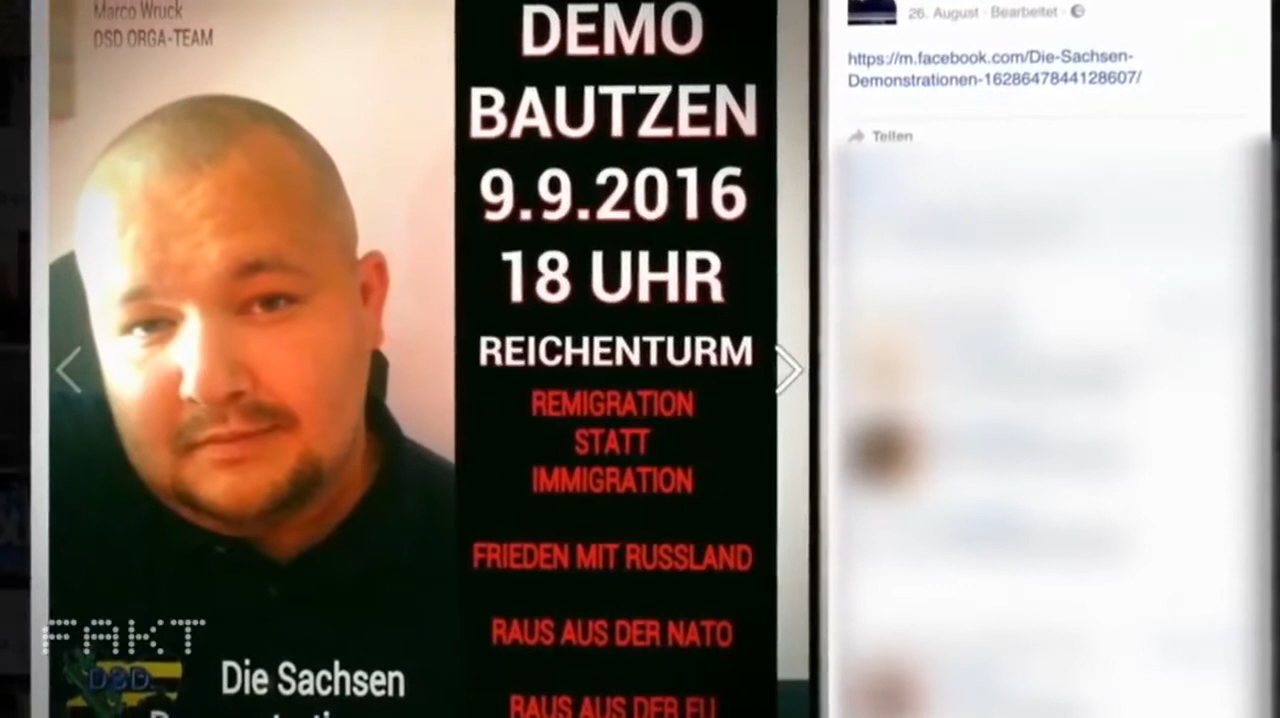 Marco Wruck
DSD ORGA-TEAM
DEMO
BAUTZEN
9.9.2016
18 UHR
REICHENTURM
REMIGRATION
STATT
IMMIGRATION
FRIEDEN MIT RUSSLAND
RAUS AUS DER NATO
RAUS AUS DER EU
FAKT
DSD
Die Sachsen
26. August · Bearbeitet ·
https://m.facebook.com/Die-Sachsen-
Demonstrationen-1628647844128607/
Teilen